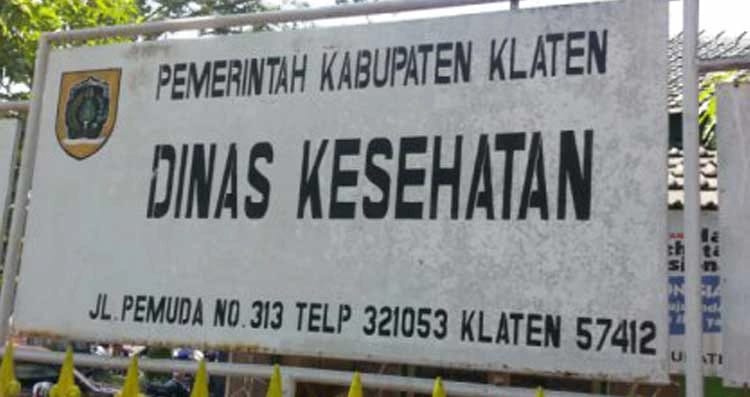 PEMERINTAH KABUPATEN KLATEN
DINAS KESEHATAN
JL. PEMUDA NO. 313 TELP 321053 KLATEN 57412